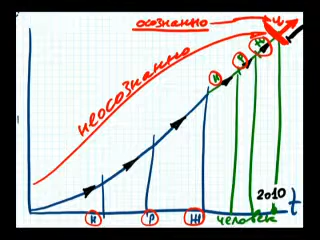 осознанно
Ч
неосознанно
Н
Р
Ж
Н
Р
Ж
2010
t
человек